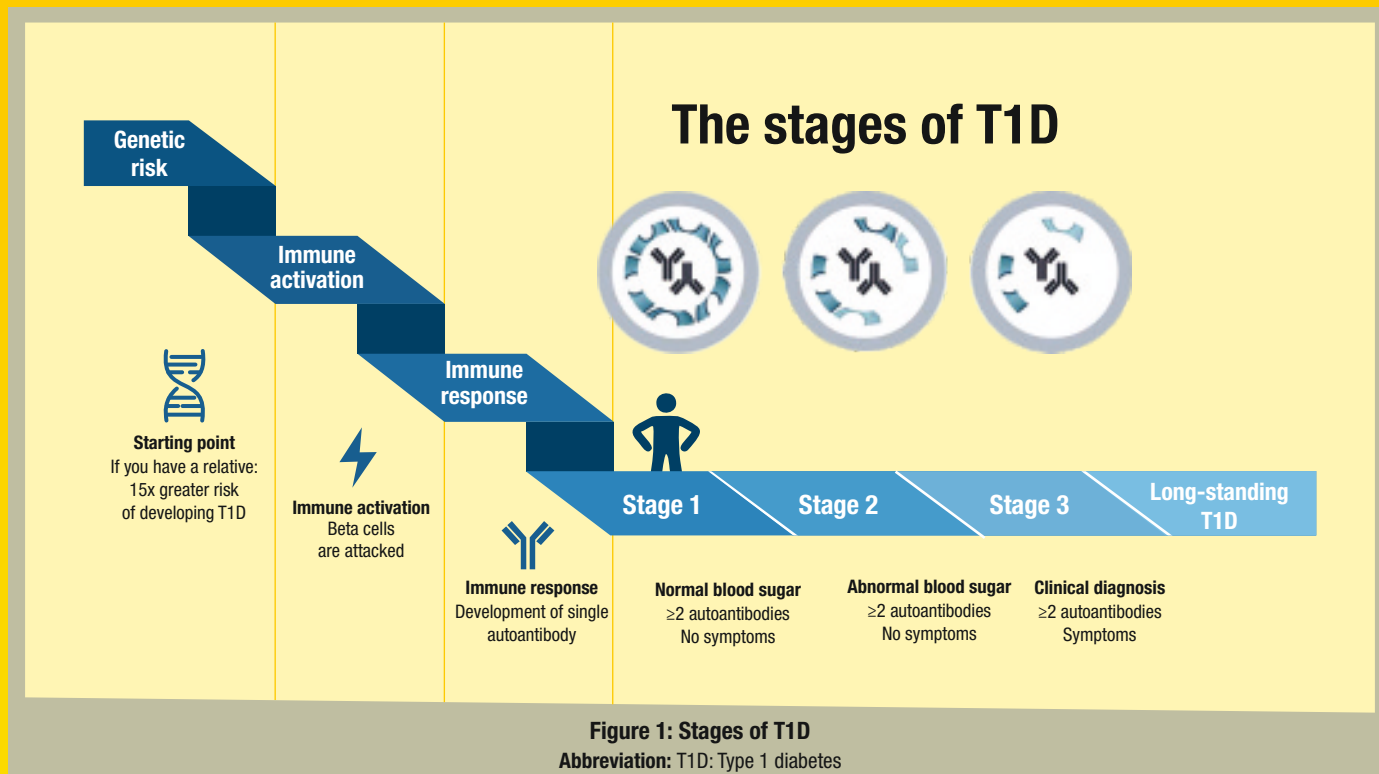 The stages of T1D
Genetic
risk
Immune
activation
Immune
response
Starting point
If you have a relative:
15x greater risk
of developing T1D
Immune activation
Beta cells
are attacked
Immune response
Development of single
autoantibody
Stage 1
Stage 2
Stage 3
Long-standing
T1D
Normal blood sugar
≥2 autoantibodies
No symptoms
Abnormal blood sugar
≥2 autoantibodies
No symptoms
Clinical diagnosis
≥2 autoantibodies
Symptoms
Figure 1: Stages of T1D
Abbreviation: T1D: Type 1 diabetes